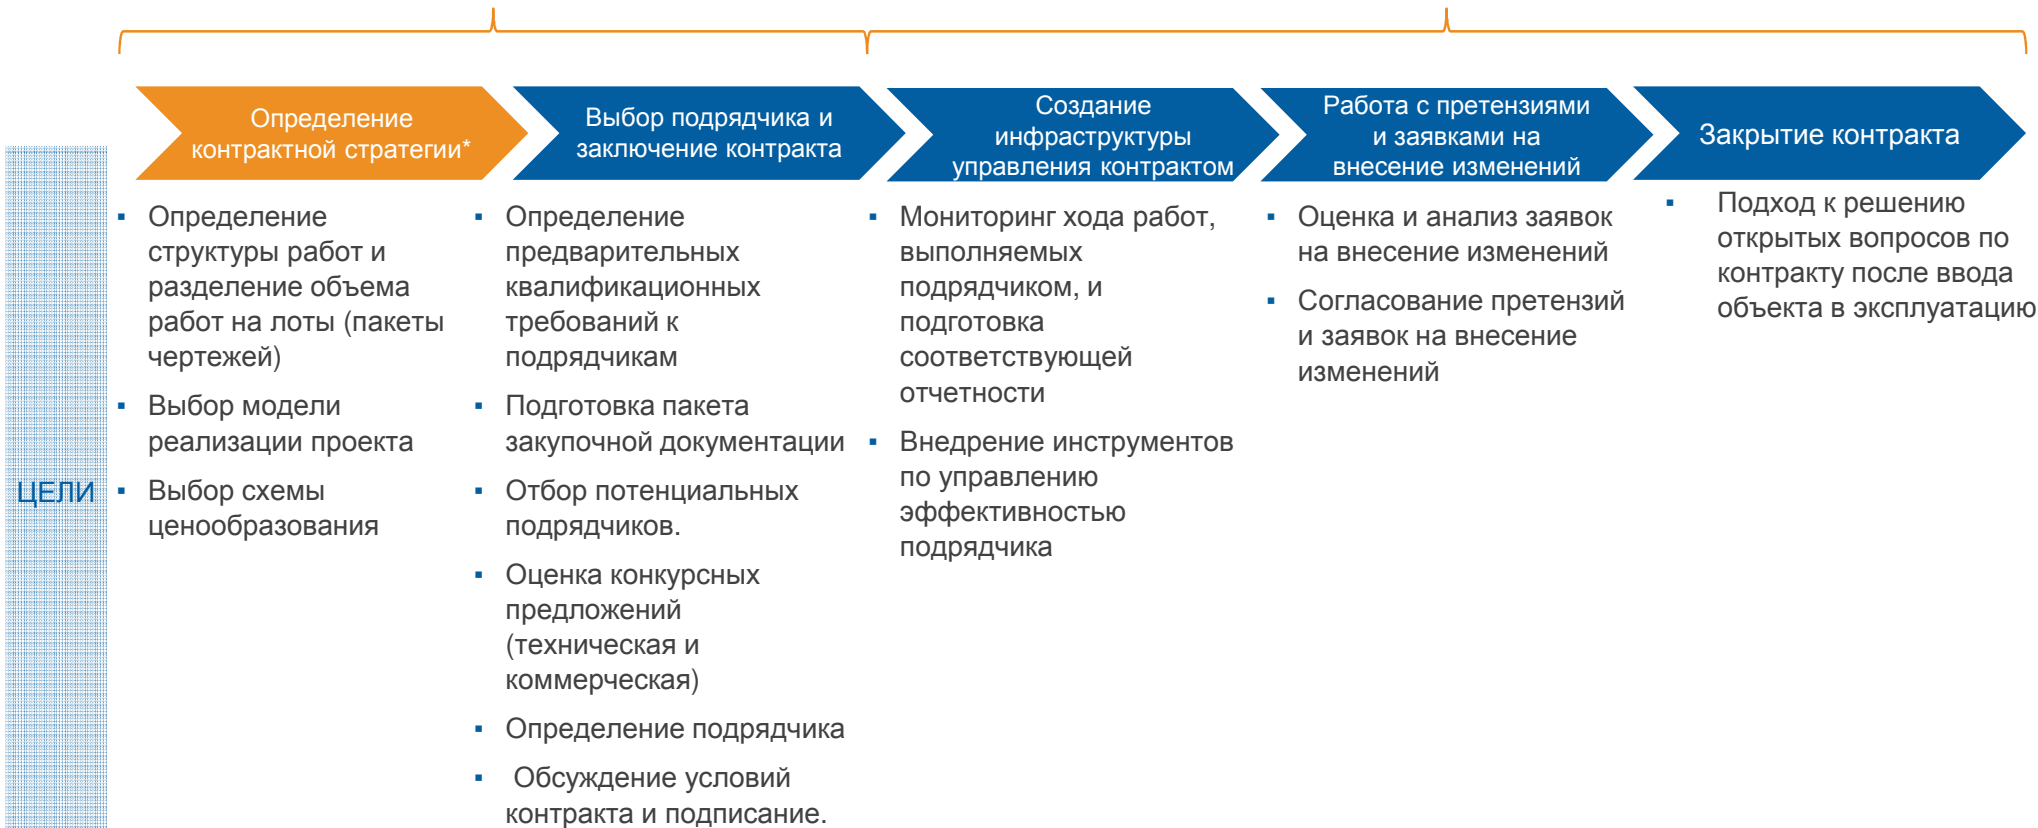 Определение
контрактной стратегии*
Выбор подрядчика и
заключение контракта
Создание
инфраструктуры
управления контрактом
Работа с претензиями
и заявками на
внесение изменений
Закрытие контракта
ЦЕЛИ
▪ Определение
структуры работ и
разделение объема
работ на лоты (пакеты
чертежей)
▪ Выбор модели
реализации проекта
▪ Выбор схемы
ценообразования
▪ Определение
предварительных
квалификационных
требований к
подрядчикам
▪ Подготовка пакета
закупочной документации
▪ Отбор потенциальных
подрядчиков.
▪ Оценка конкурсных
предложений
(техническая и
коммерческая)
▪ Определение подрядчика
▪ Обсуждение условий
контракта и подписание.
▪ Мониторинг хода работ,
выполняемых
подрядчиком, и
подготовка
соответствующей
отчетности
▪ Внедрение инструментов
по управлению
эффективностью
подрядчика
▪ Оценка и анализ заявок
на внесение изменений
▪ Согласование претензий
и заявок на внесение
изменений
▪ Подход к решению
открытых вопросов по
контракту после ввода
объекта в эксплуатацию